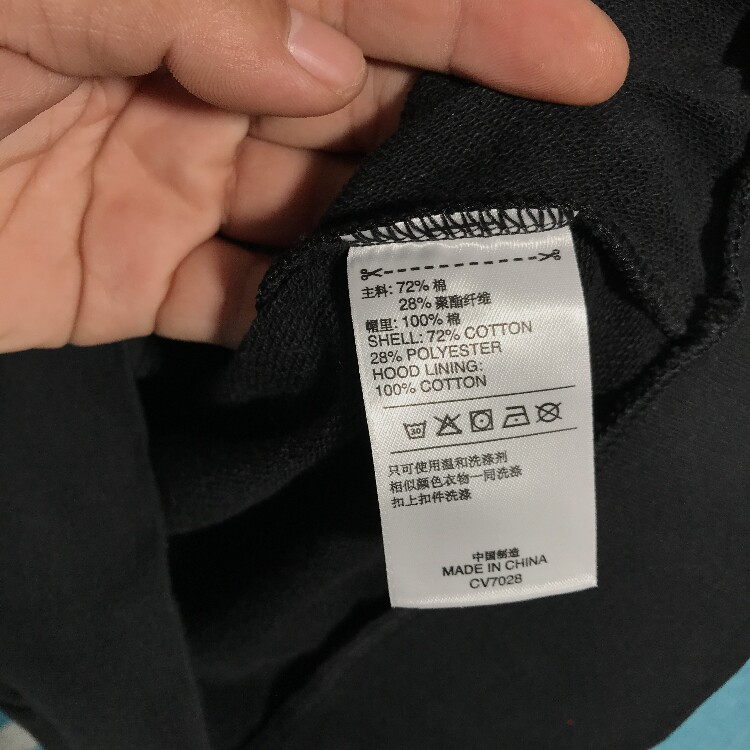 主料: 72% 棉
28% 聚酯纤维
帽里: 100% 棉
SHELL: 72% COTTON
28% POLYESTER
HOOD LINING:
100% COTTON
30
只可使用温和洗涤剂
相似颜色衣物一同洗涤
扣上扣件洗涤
中国制造
MADE IN CHINA
CV7028